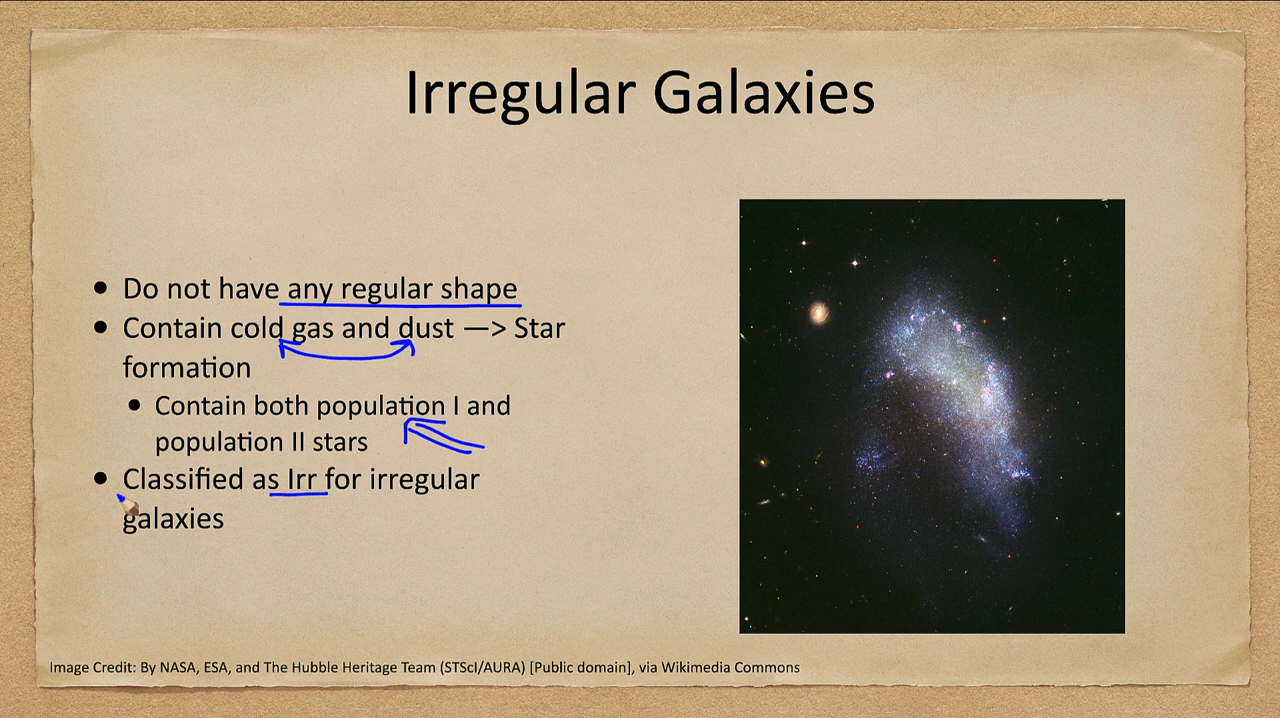 Irregular Galaxies
● Do not have any regular shape
● Contain cold gas and dust —> Star
formation
● Contain both population I and
population II stars
● Classified as Irr for irregular
galaxies
Image Credit: By NASA, ESA, and The Hubble Heritage Team (STScI/AURA) [Public domain], via Wikimedia Commons